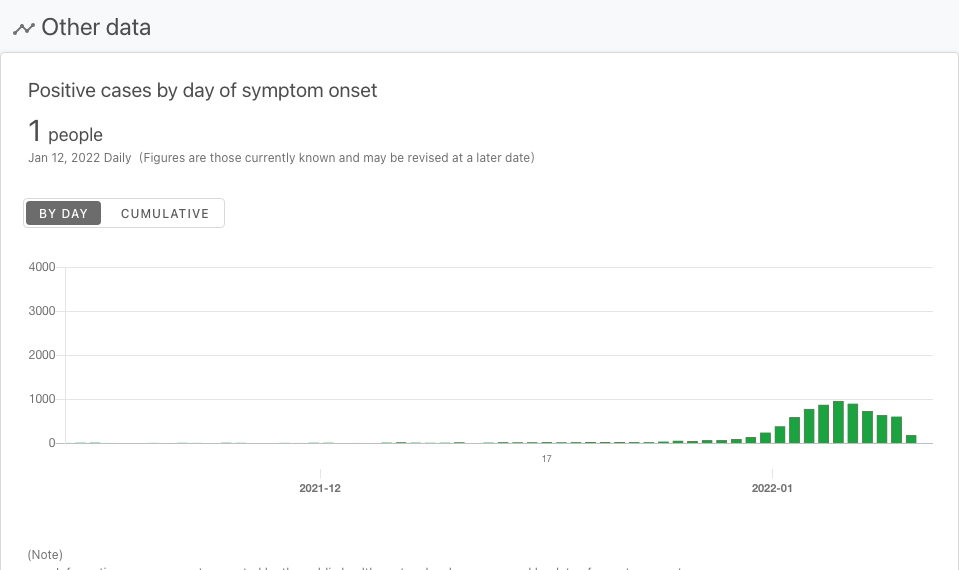 Other data
Positive cases by day of symptom onset
1 people
Jan 12, 2022 Daily (Figures are those currently known and may be revised at a later date)
BY DAY CUMULATIVE
4000
3000
2000
1000
0
17
2021-12 2022-01
(Note)